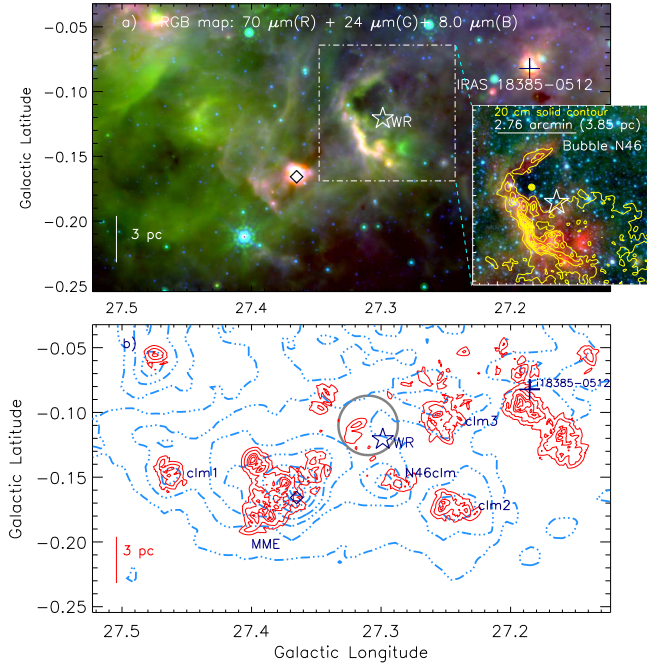 a) RGB map: 70 μm(R) + 24 μm(G)+ 8.0 μm(B)
−0.05
−0.10
−0.15
−0.20
−0.25
Galactic Latitude
IRAS 18385−0512
WR
3 pc
20 cm solid contour
2.76 arcmin (3.85 pc)
Bubble N46
27.5
27.4
27.3
27.2
b)
−0.05
−0.10
−0.15
−0.20
−0.25
Galactic Latitude
i18385−0512
WR
clm3
clm1
N46clm
clm2
MME
3 pc
27.5
27.4
27.3
27.2
Galactic Longitude